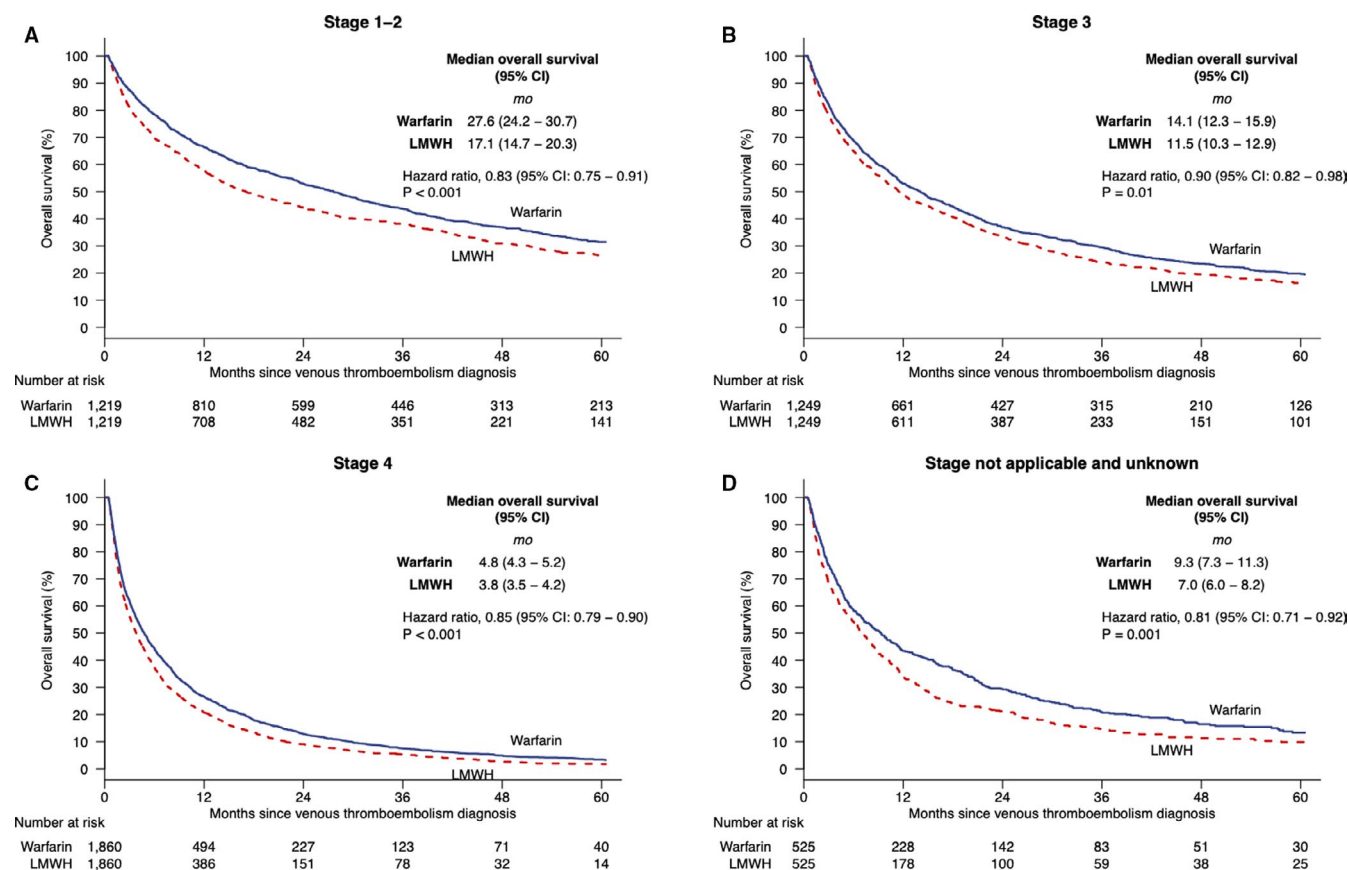 A
Stage 1–2
Median overall survival
(95% CI)
mo
Warfarin 27.6 (24.2 – 30.7)
LMWH 17.1 (14.7 – 20.3)
Hazard ratio, 0.83 (95% CI: 0.75 – 0.91)
P < 0.001
Overall survival (%)
100
90
80
70
60
50
40
30
20
10
0
Warfarin
LMWH
0 12 24 36 48 60
Months since venous thromboembolism diagnosis
Number at risk
Warfarin 1,219 810 599 446 313 213
LMWH 1,219 708 482 351 221 141
B
Stage 3
Median overall survival
(95% CI)
mo
Warfarin 14.1 (12.3 – 15.9)
LMWH 11.5 (10.3 – 12.9)
Hazard ratio, 0.90 (95% CI: 0.82 – 0.98)
P = 0.01
Overall survival (%)
100
90
80
70
60
50
40
30
20
10
0
Warfarin
LMWH
0 12 24 36 48 60
Months since venous thromboembolism diagnosis
Number at risk
Warfarin 1,249 661 427 315 210 126
LMWH 1,249 611 387 233 151 101
C
Stage 4
Median overall survival
(95% CI)
mo
Warfarin 4.8 (4.3 – 5.2)
LMWH 3.8 (3.5 – 4.2)
Hazard ratio, 0.85 (95% CI: 0.79 – 0.90)
P < 0.001
Overall survival (%)
100
90
80
70
60
50
40
30
20
10
0
Warfarin
LMWH
0 12 24 36 48 60
Months since venous thromboembolism diagnosis
Number at risk
Warfarin 1,860 494 227 123 71 40
LMWH 1,860 386 151 78 32 14
D
Stage not applicable and unknown
Median overall survival
(95% CI)
mo
Warfarin 9.3 (7.3 – 11.3)
LMWH 7.0 (6.0 – 8.2)
Hazard ratio, 0.81 (95% CI: 0.71 – 0.92)
P = 0.001
Overall survival (%)
100
90
80
70
60
50
40
30
20
10
0
Warfarin
LMWH
0 12 24 36 48 60
Months since venous thromboembolism diagnosis
Number at risk
Warfarin 525 228 142 83 51 30
LMWH 525 178 100 59 38 25